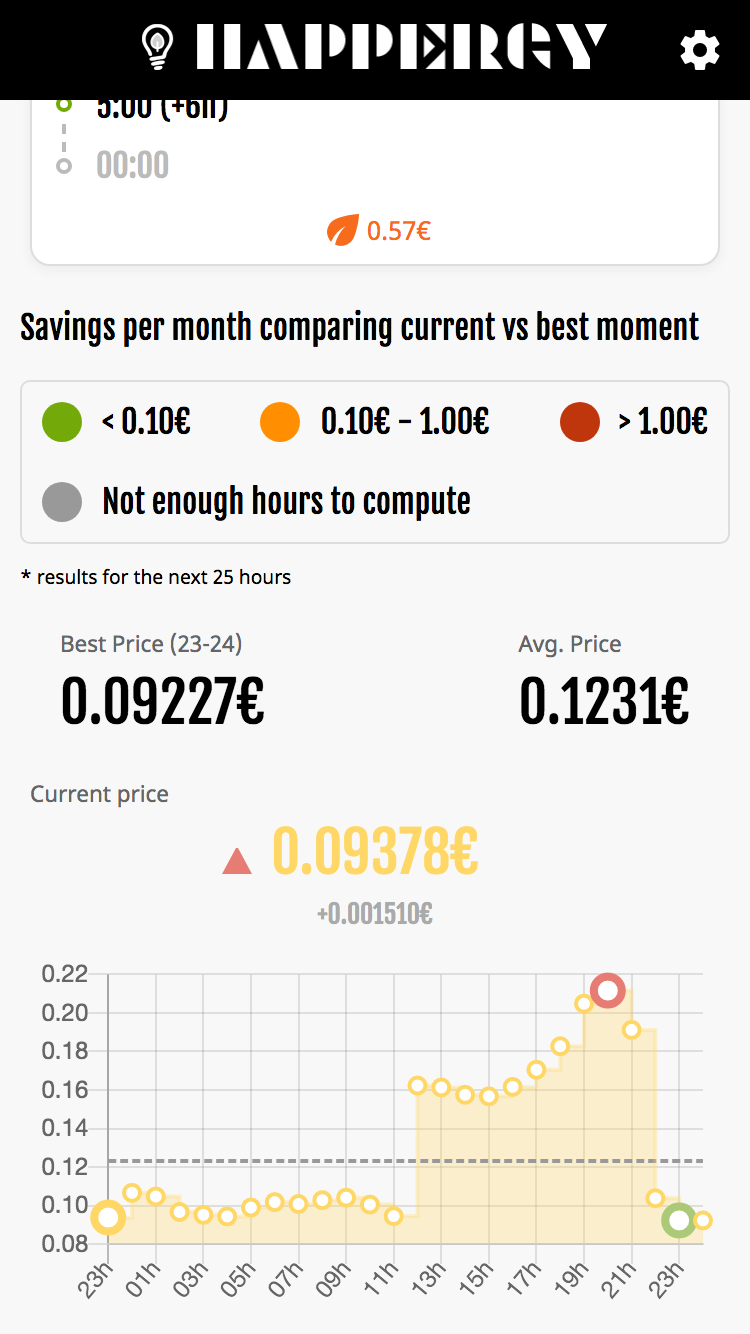 HAPPERGY
5:00 (+6h)
00:00
0.57€
Savings per month comparing current vs best moment
< 0.10€ 0.10€ - 1.00€ > 1.00€
Not enough hours to compute
* results for the next 25 hours
Best Price (23-24) Avg. Price
0.09227€ 0.1231€
Current price
0.09378€
+0.001510€
0.22
0.20
0.18
0.16
0.14
0.12
0.10
0.08
23h 01h 03h 05h 07h 09h 11h 13h 15h 17h 19h 21h 23h